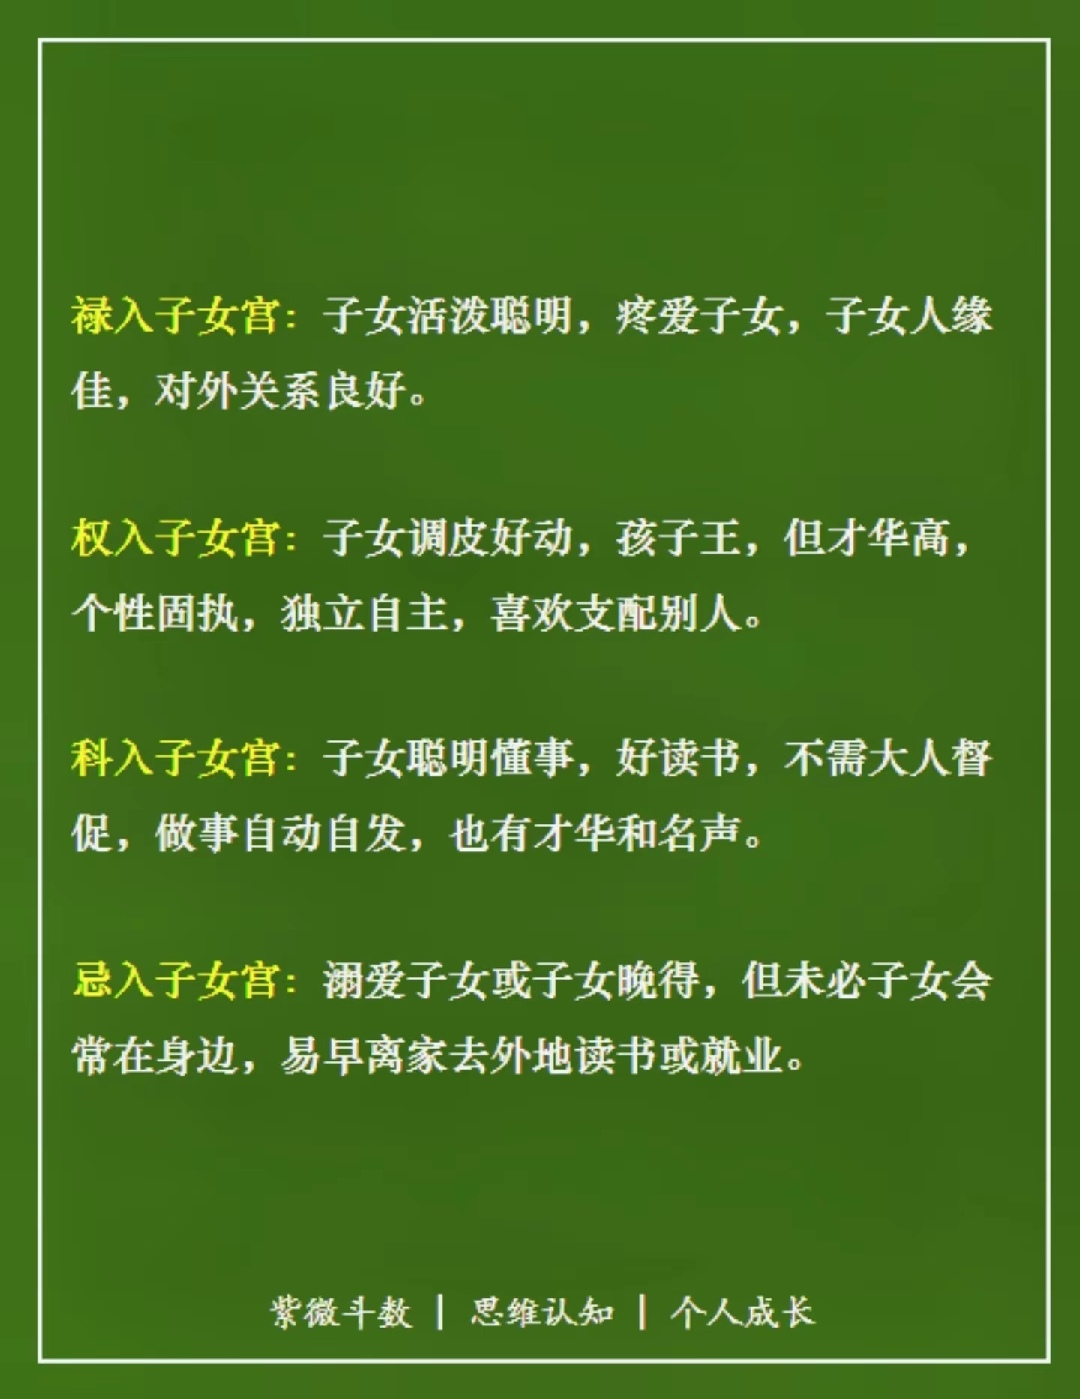 禄入子女宫：子女活泼聪明，疼爱子女，子女人缘
佳，对外关系良好。
权入子女宫：子女调皮好动，孩子王，但才华高，
个性固执，独立自主，喜欢支配别人。
科入子女宫：子女聪明懂事，好读书，不需大人督
促，做事自动自发，也有才华和名声。
忌入子女宫：溺爱子女或子女晚得，但未必子女会
常在身边，易早离家去外地读书或就业。
紫微斗数 | 思维认知 | 个人成长